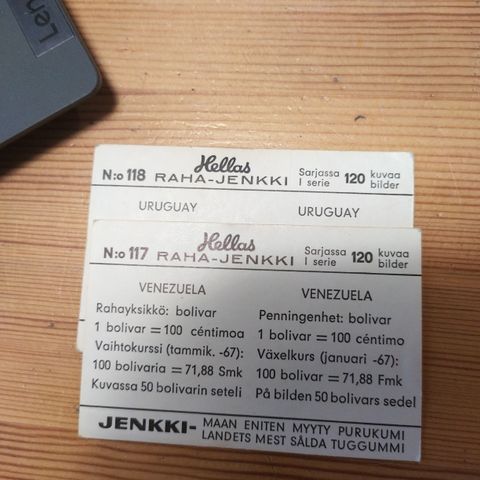 Len
N:o 118 Hellas RAHA-JENKKI Sarjassa I serie 120 kuvaa bilder
URUGUAY URUGUAY
N:o 117 Hellas RAHA-JENKKI Sarjassa I serie 120 kuvaa bilder
VENEZUELA
Rahayksikkö: bolivar
1 bolivar = 100 céntimoa
Vaihtokurssi (tammik. -67):
100 bolivaria = 71,88 Smk
Kuvassa 50 bolivarin seteli
VENEZUELA
Penningenhet: bolivar
1 bolivar = 100 céntimo
Växelkurs (januari -67):
100 bolivar = 71,88 Fmk
På bilden 50 bolivars sedel
JENKKI- MAAN ENITEN MYYTY PURUKUMI
LANDETS MEST SÅLDA TUGGUMMI